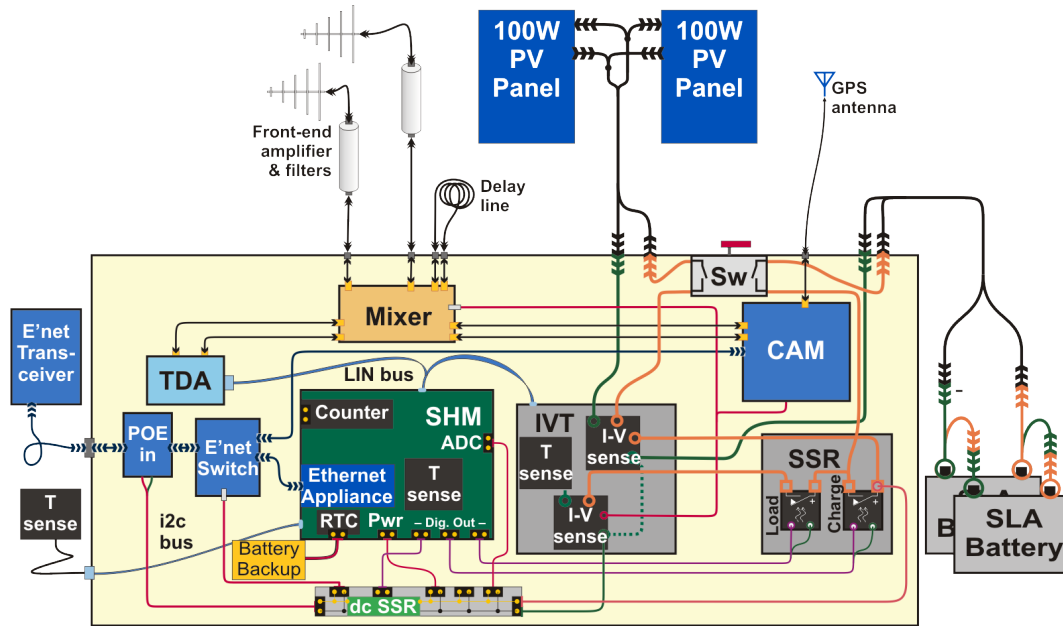 100W
PV
Panel
100W
PV
Panel
GPS
antenna
Front-end
amplifier
& filters
Delay
line
Sw
Mixer
E'net
Trans-
ceiver
CAM
TDA
LIN bus
Counter
SHM
ADC
IVT
I-V
sense
T
sense
POE
in
E'net
Switch
SSR
T
sense
Ethernet
Appliance
Load
Charge
T
sense
I-V
sense
RTC
Pwr
– Dig. Out –
B
SLA
Battery
i2c
bus
Battery
Backup
dc SSR